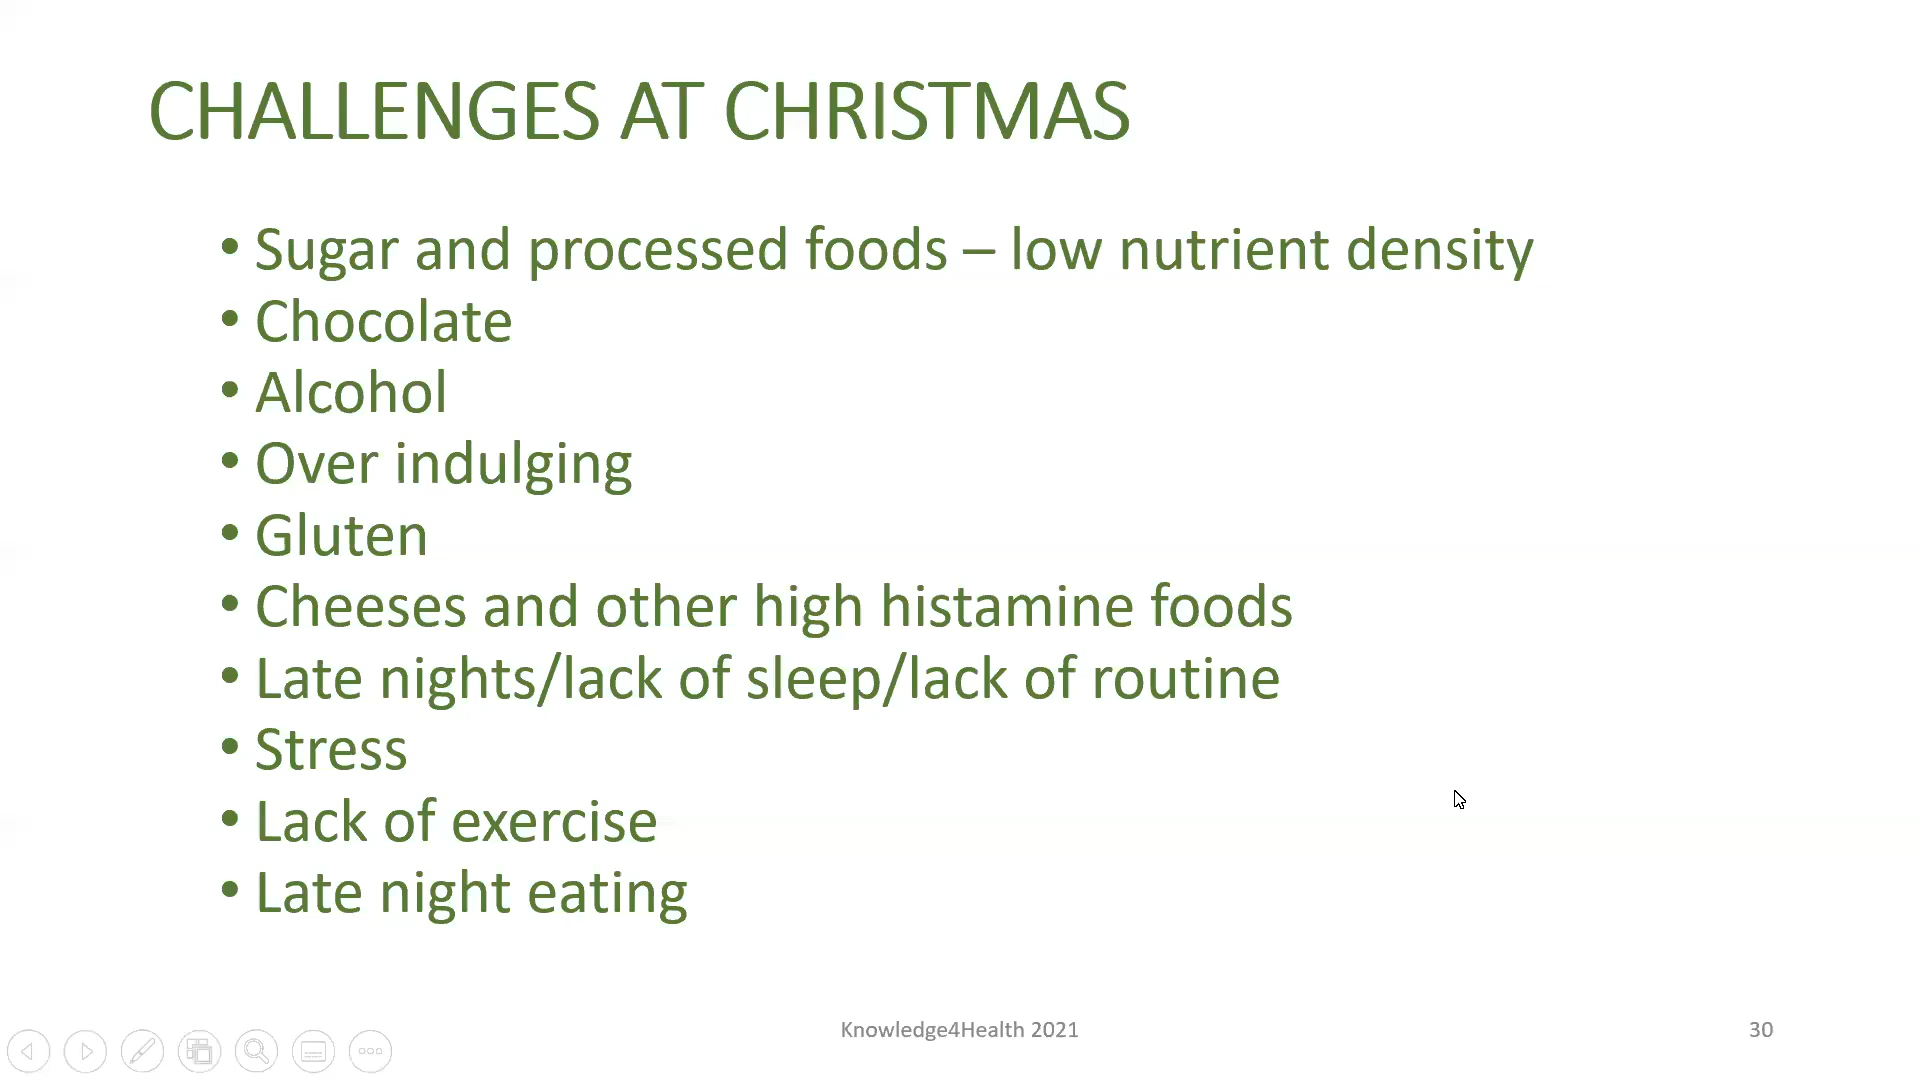 CHALLENGES AT CHRISTMAS
• Sugar and processed foods – low nutrient density
• Chocolate
• Alcohol
• Over indulging
• Gluten
• Cheeses and other high histamine foods
• Late nights/lack of sleep/lack of routine
• Stress
• Lack of exercise
• Late night eating
Knowledge4Health 2021
30